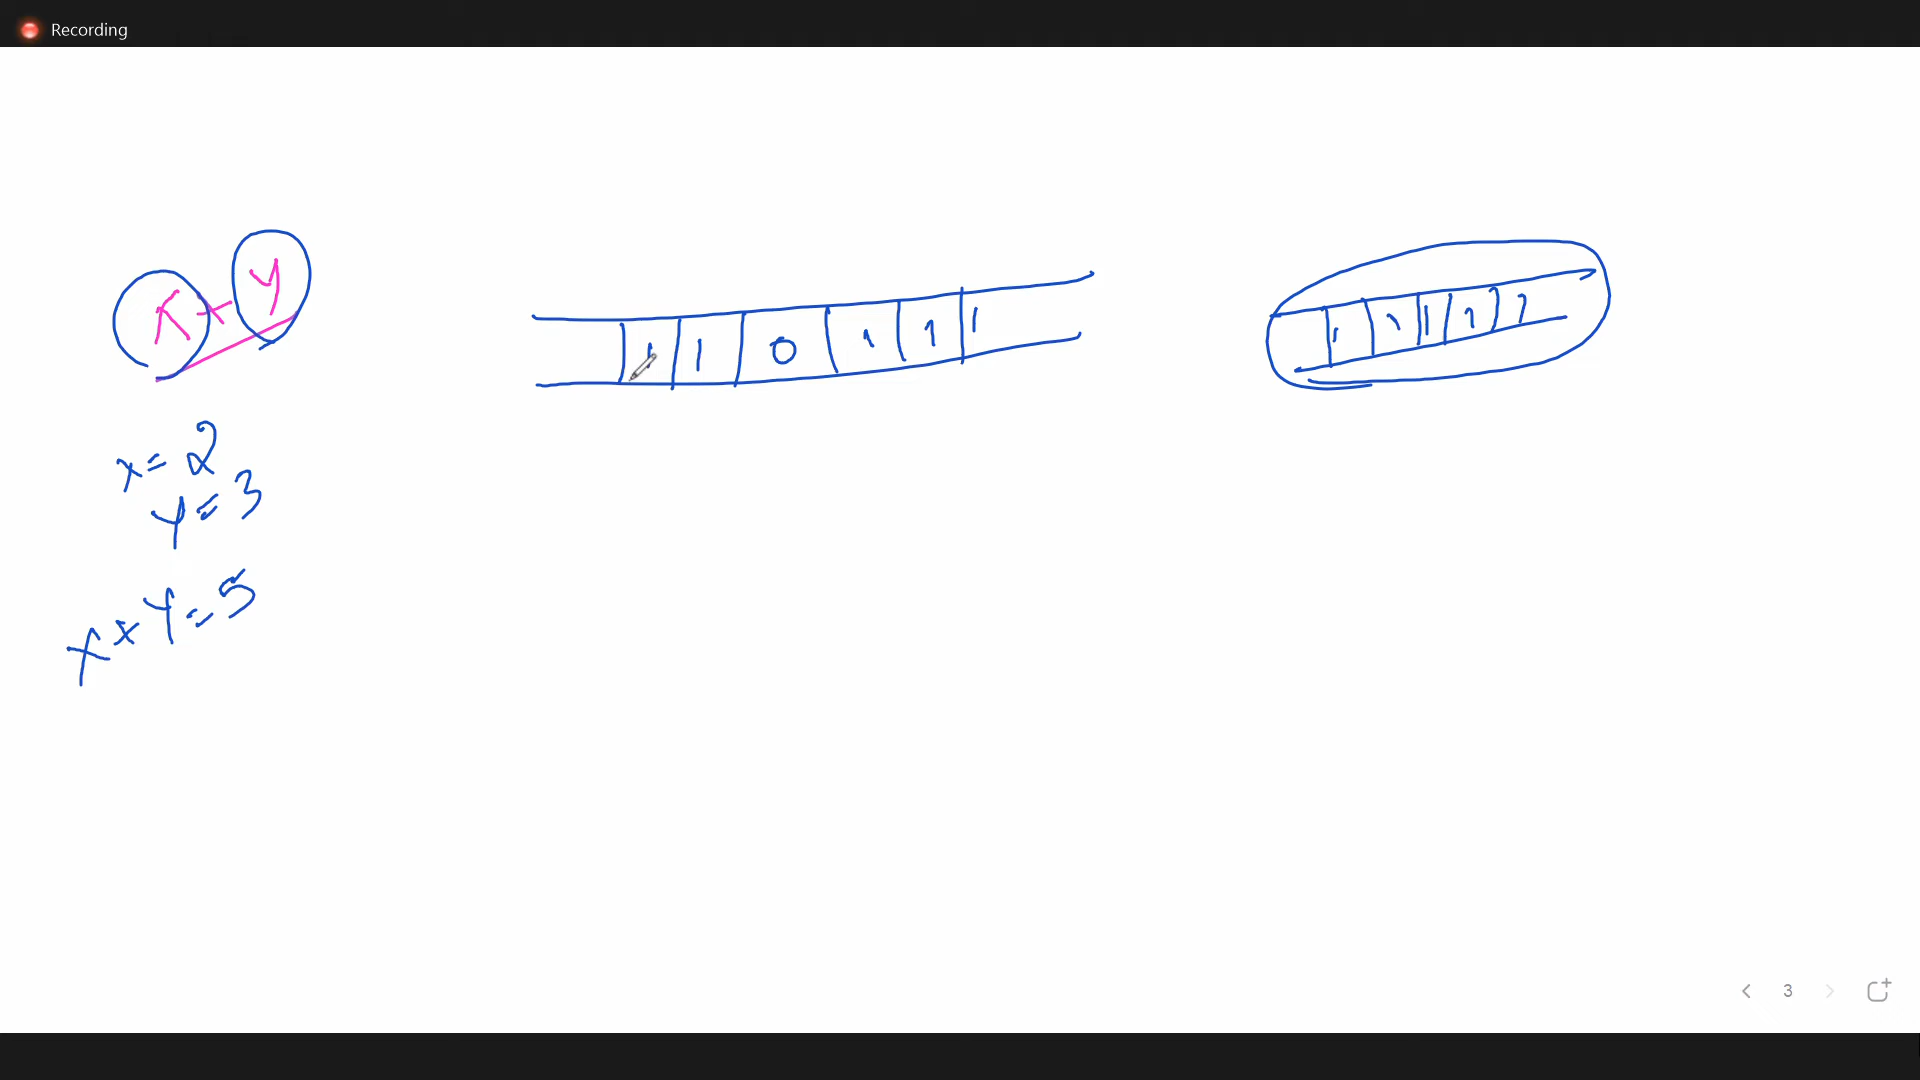 Recording
X + Y
1 1 0 1 1 1
1 1 1 1 1
x = 2
Y = 3
X + Y = 5
3